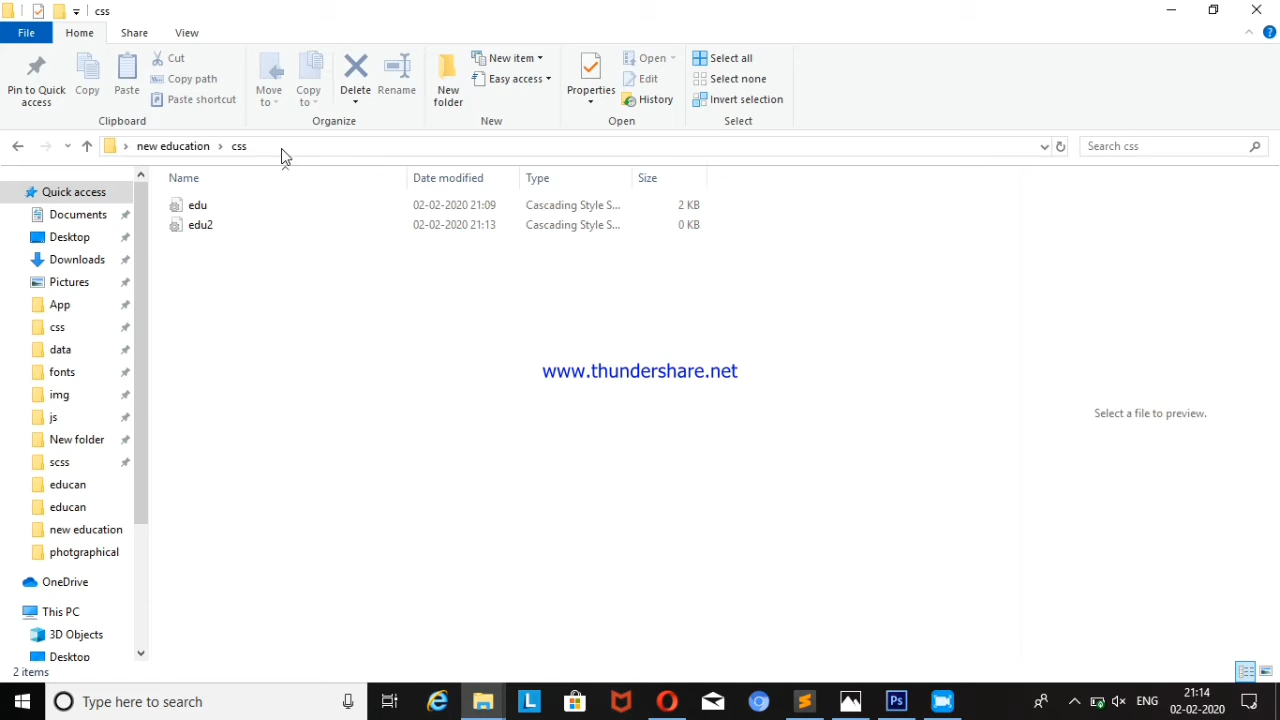 css
File Home Share View
Pin to Quick access
Copy
Paste
Cut
Copy path
Paste shortcut
Clipboard
Move to
Copy to
Delete
Rename
Organize
New folder
New item
Easy access
New
Properties
Open
Edit
History
Open
Select all
Select none
Invert selection
Select
new education > css
Search css
Name Date modified Type Size
edu 02-02-2020 21:09 Cascading Style S... 2 KB
edu2 02-02-2020 21:13 Cascading Style S... 0 KB
Quick access
Documents
Desktop
Downloads
Pictures
App
css
data
fonts
img
js
New folder
scss
educan
educan
new education
photgraphical
OneDrive
This PC
3D Objects
Desktop
www.thundershare.net
Select a file to preview.
2 items
Type here to search
ENG
21:14
02-02-2020